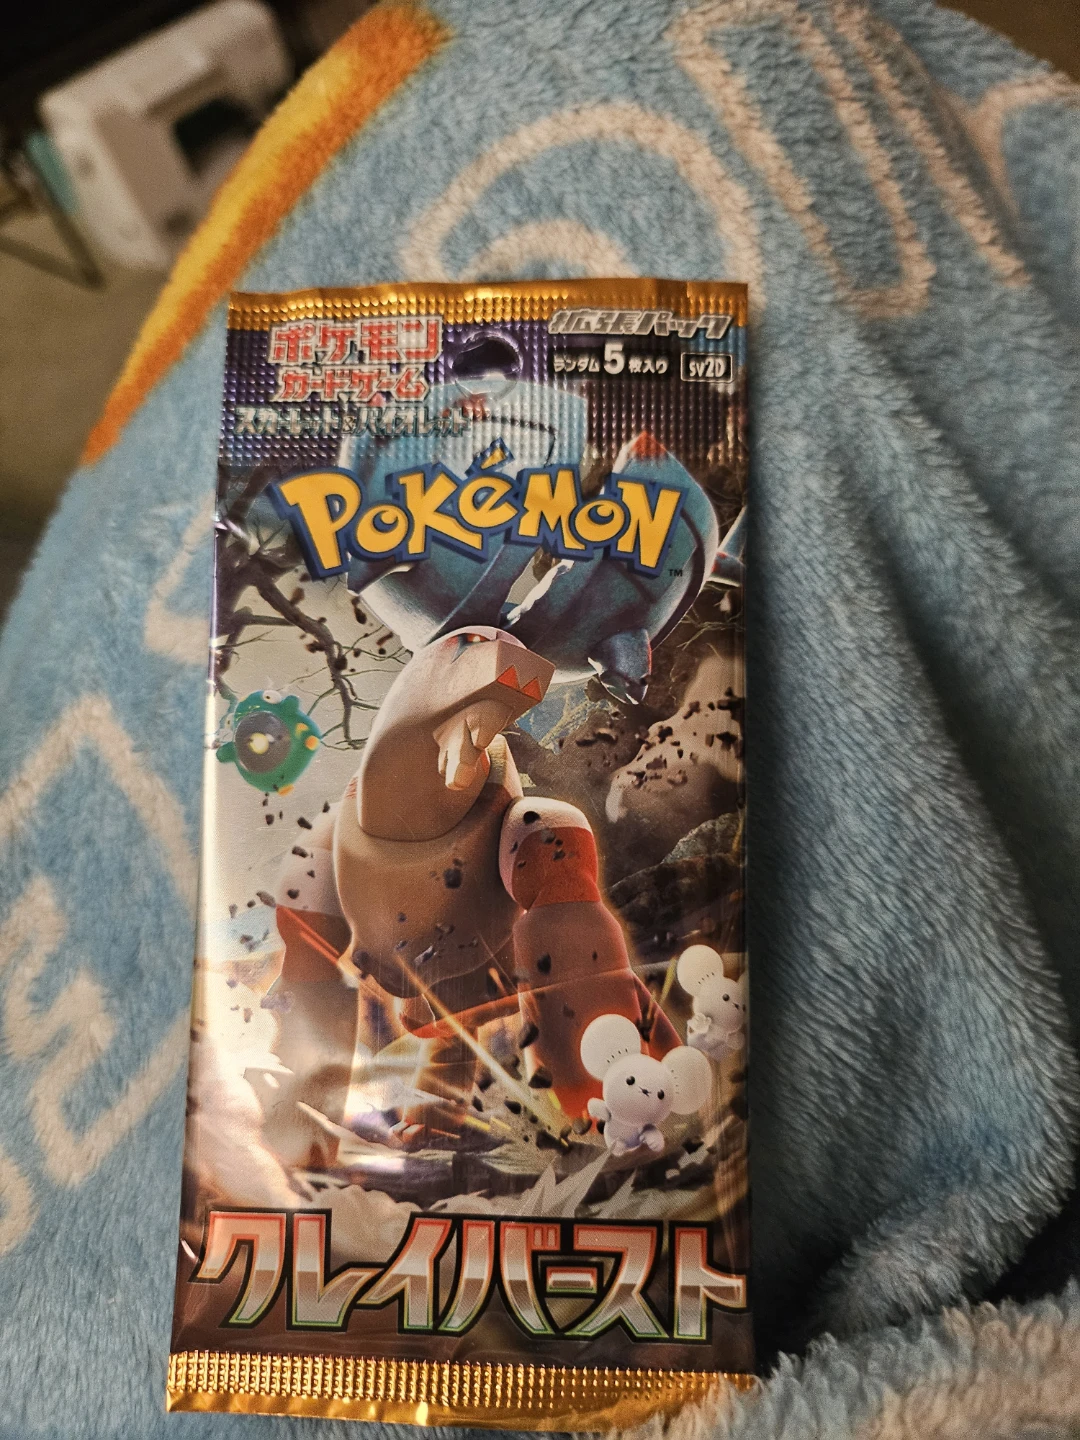 ポケモン
カードゲーム
スカーレット&バイオレット
拡張パック
ランダム5枚入り sv2D
POKéMON™
クレイバースト